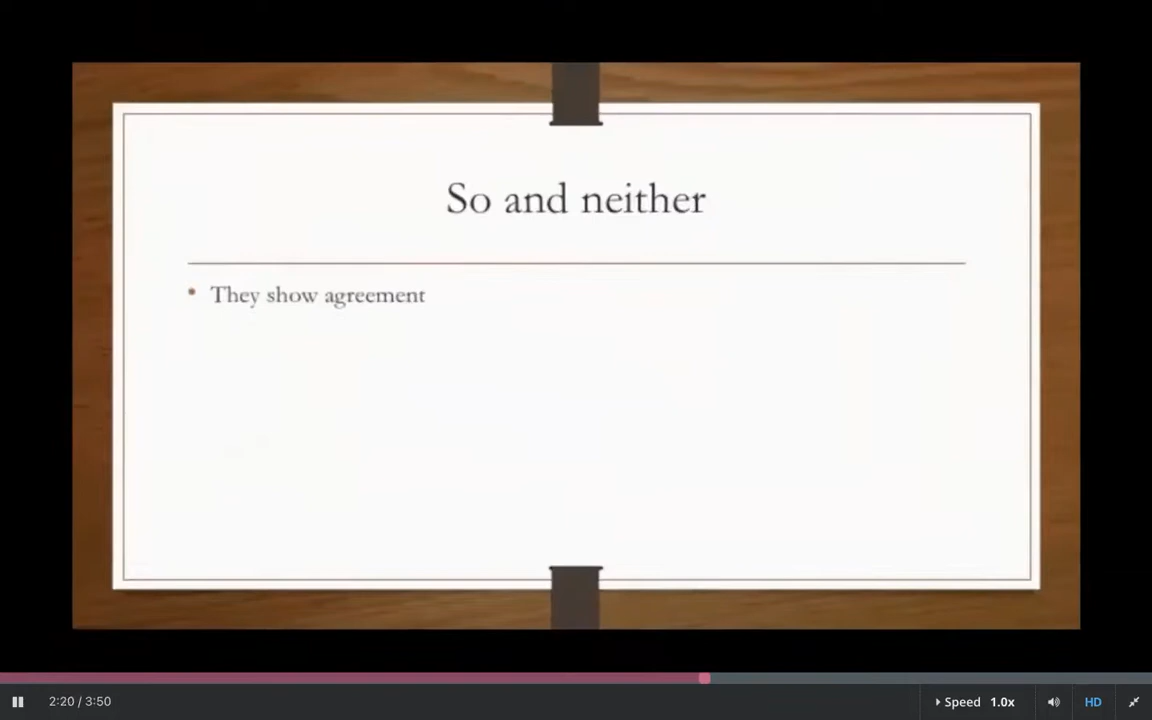 So and neither
• They show agreement
2:20 / 3:50
Speed 1.0x
HD